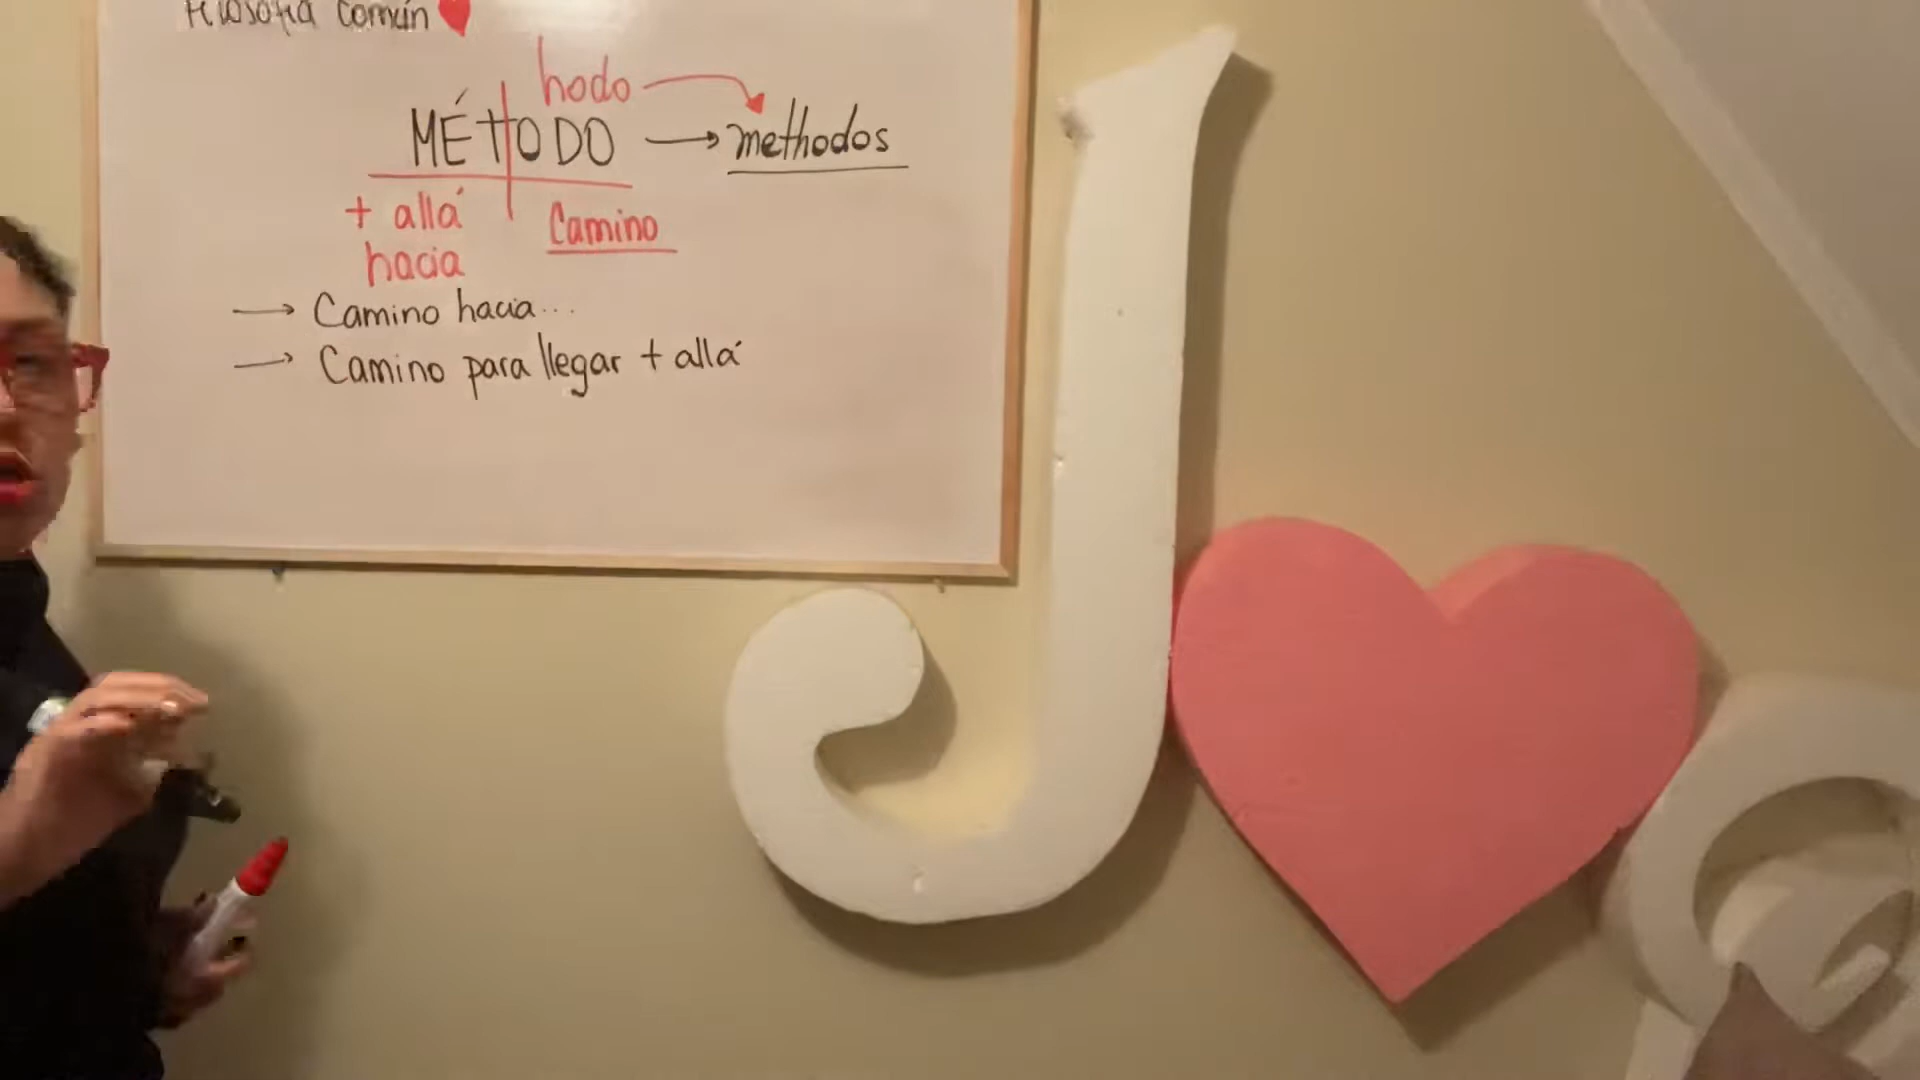 Filosofía Común
hodo
MÉTODO → methodos
+ allá
hacia
Camino
→ Camino hacia...
→ Camino para llegar + allá
J